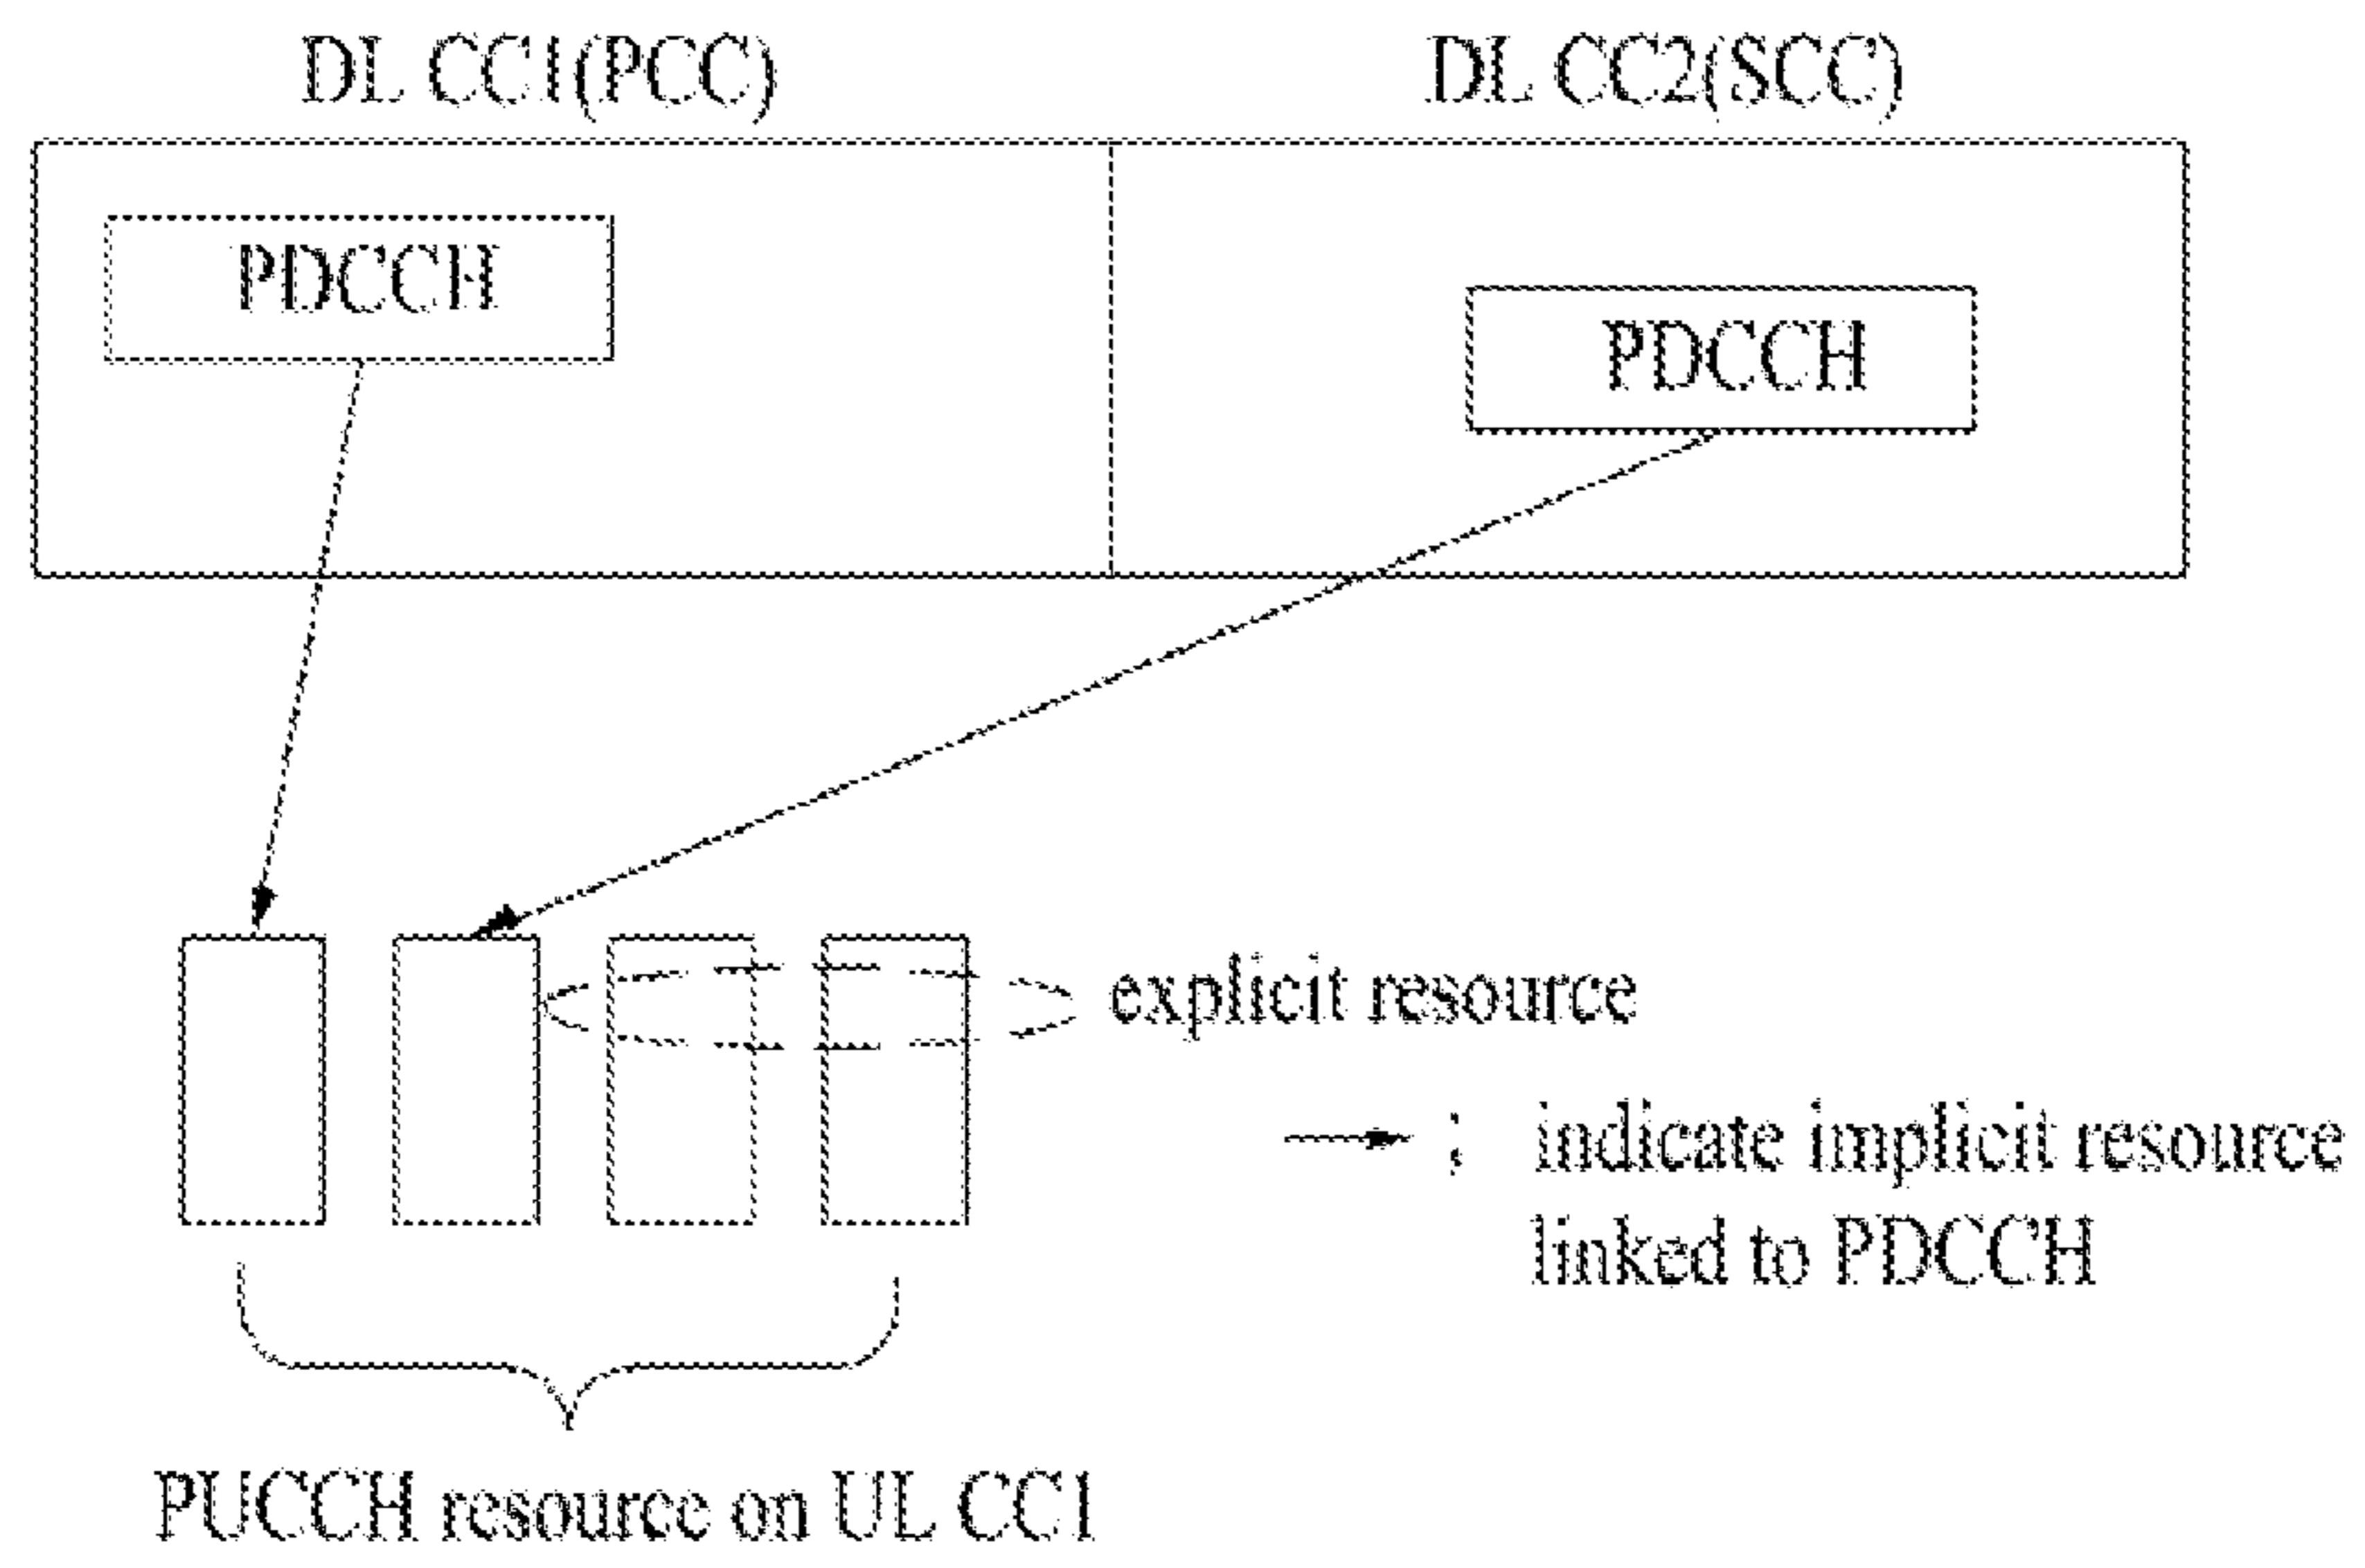 DL CC1(PCC)
DL CC2(SCC)
PDCCH
PDCCH
explicit resource
; indicate implicit resource
linked to PDCCH
PUCCH resource on UL CC1